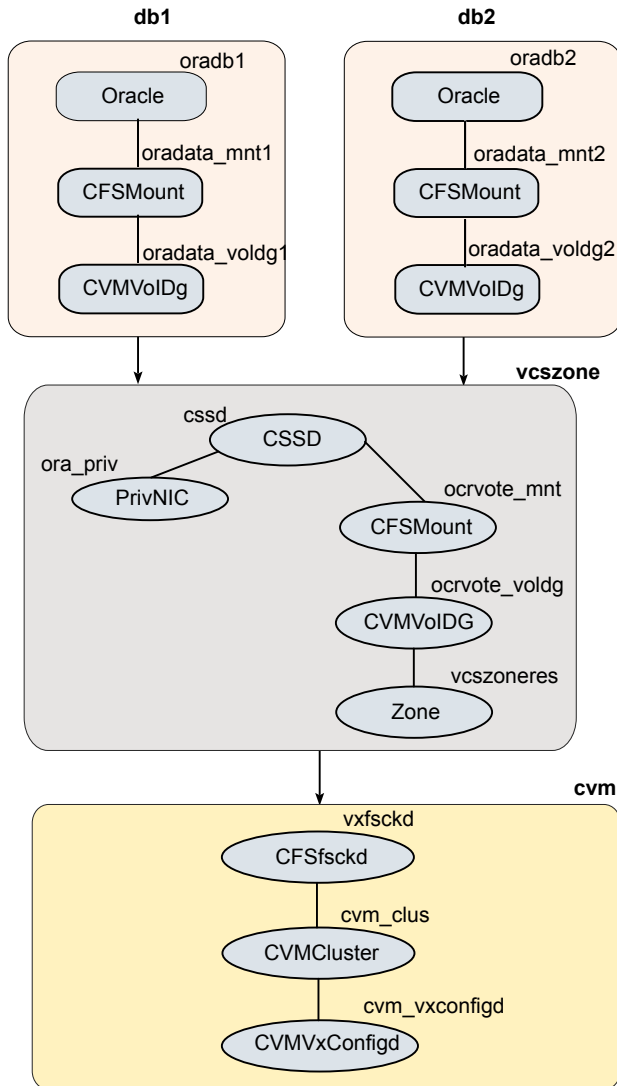 db1
db2
oradb1
oradb2
Oracle
Oracle
oradata_mnt1
oradata_mnt2
CFSMount
CFSMount
oradata_voldg1
oradata_voldg2
CVMVolDg
CVMVolDg
vcszone
cssd
CSSD
ora_priv
PrivNIC
ocrvote_mnt
CFSMount
ocrvote_voldg
CVMVolDG
vcszoneres
Zone
cvm
vxfsckd
CFSfsckd
cvm_clus
CVMCluster
cvm_vxconfigd
CVMVxConfigd